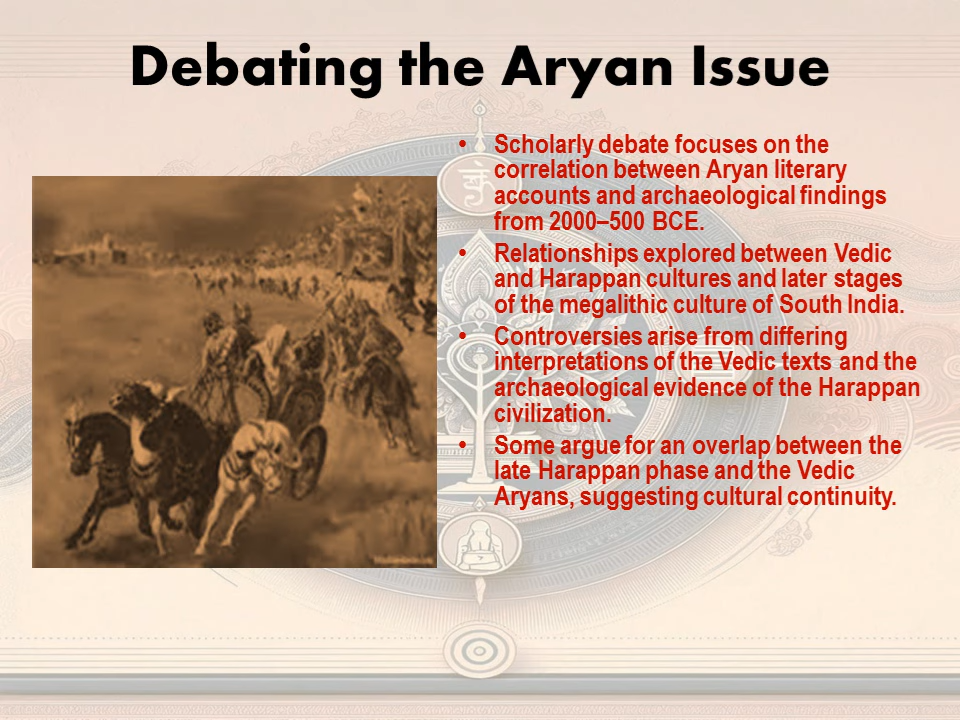 Debating the Aryan Issue
• Scholarly debate focuses on the
correlation between Aryan literary
accounts and archaeological findings
from 2000–500 BCE.
• Relationships explored between Vedic
and Harappan cultures and later stages
of the megalithic culture of South India.
• Controversies arise from differing
interpretations of the Vedic texts and the
archaeological evidence of the Harappan
civilization.
• Some argue for an overlap between the
late Harappan phase and the Vedic
Aryans, suggesting cultural continuity.